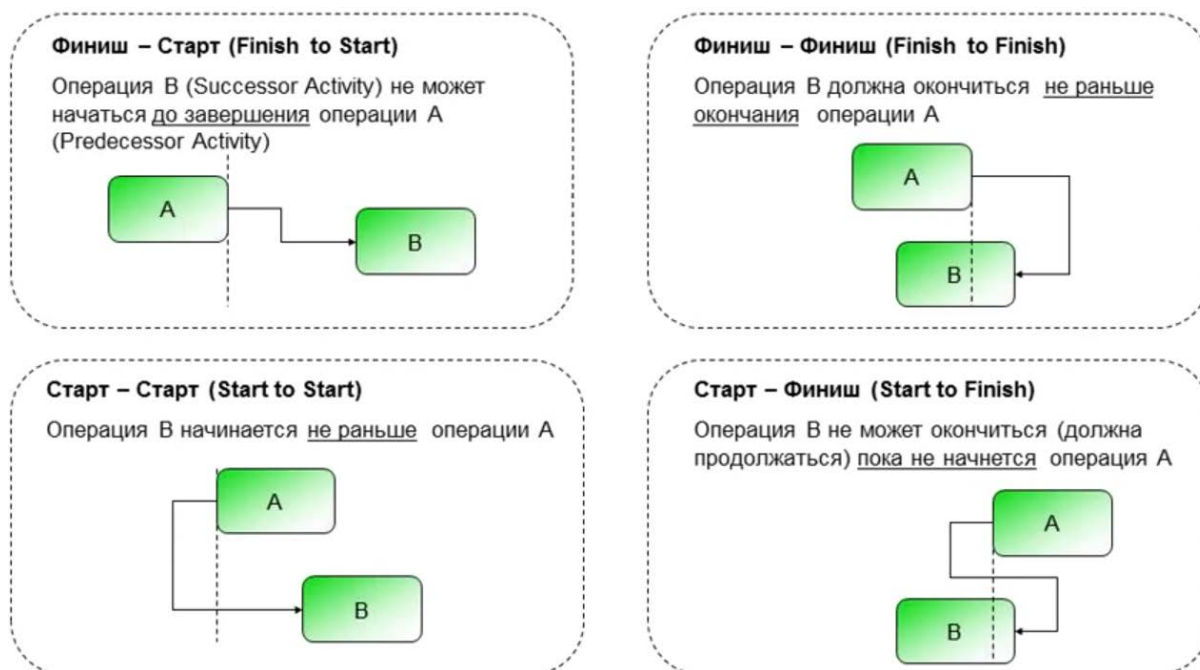 Финиш – Старт (Finish to Start)
Операция В (Successor Activity) не может
начаться до завершения операции А
(Predecessor Activity)
А
В
Финиш – Финиш (Finish to Finish)
Операция В должна окончиться не раньше
окончания операции А
А
В
Старт – Старт (Start to Start)
Операция В начинается не раньше операции А
А
В
Старт – Финиш (Start to Finish)
Операция В не может окончиться (должна
продолжаться) пока не начнется операция А
А
В